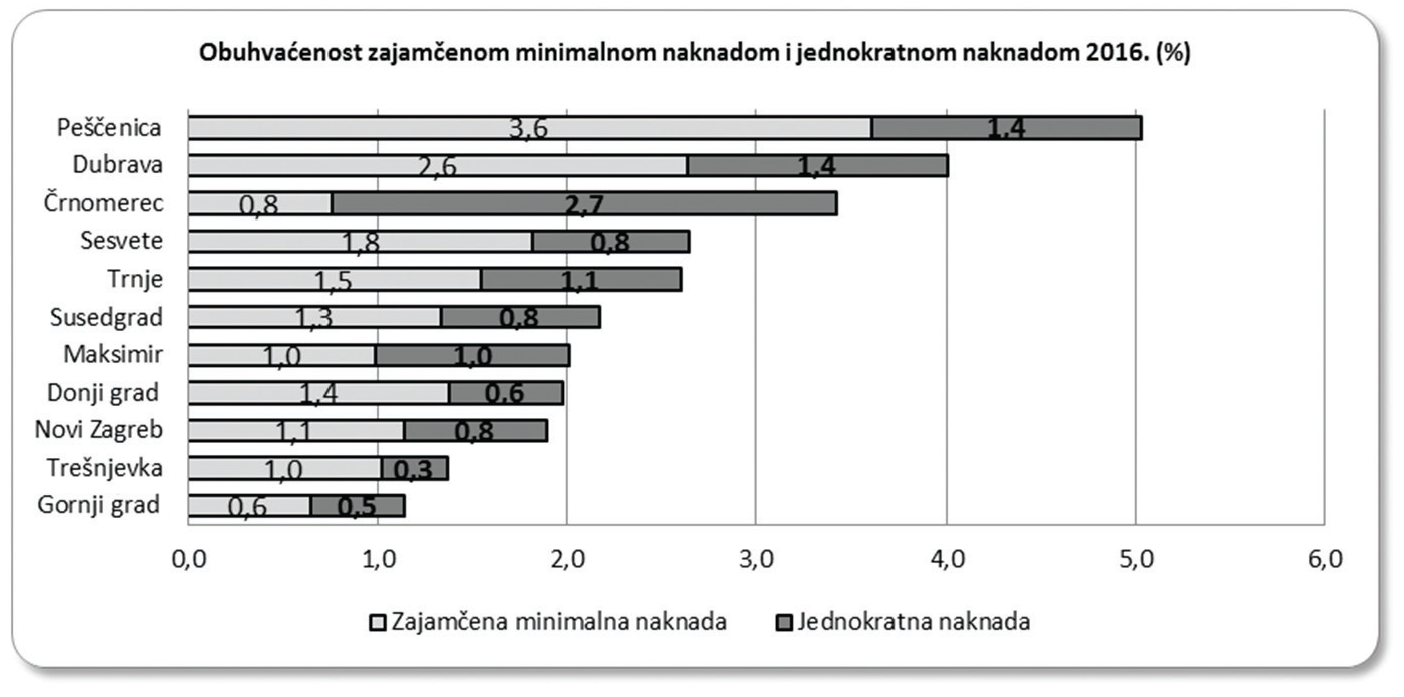 Obuhvaćenost zajamčenom minimalnom naknadom i jednokratnom naknadom 2016. (%)
Peščenica 3,6 1,4
Dubrava 2,6 1,4
Črnomerec 0,8 2,7
Sesvete 1,8 0,8
Trnje 1,5 1,1
Susedgrad 1,3 0,8
Maksimir 1,0 1,0
Donji grad 1,4 0,6
Novi Zagreb 1,1 0,8
Trešnjevka 1,0 0,3
Gornji grad 0,6 0,5
0,0 1,0 2,0 3,0 4,0 5,0 6,0
Zajamčena minimalna naknada Jednokratna naknada